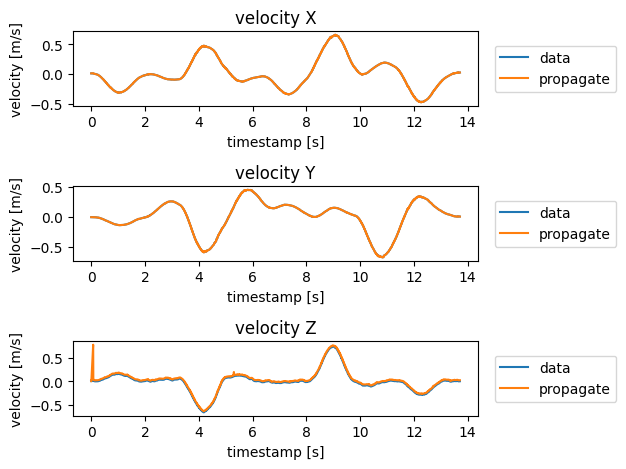 velocity X
velocity [m/s]
0.5
0.0
−0.5
0 2 4 6 8 10 12 14
timestamp [s]
data
propagate
velocity Y
velocity [m/s]
0.5
0.0
−0.5
0 2 4 6 8 10 12 14
timestamp [s]
data
propagate
velocity Z
velocity [m/s]
0.5
0.0
−0.5
0 2 4 6 8 10 12 14
timestamp [s]
data
propagate